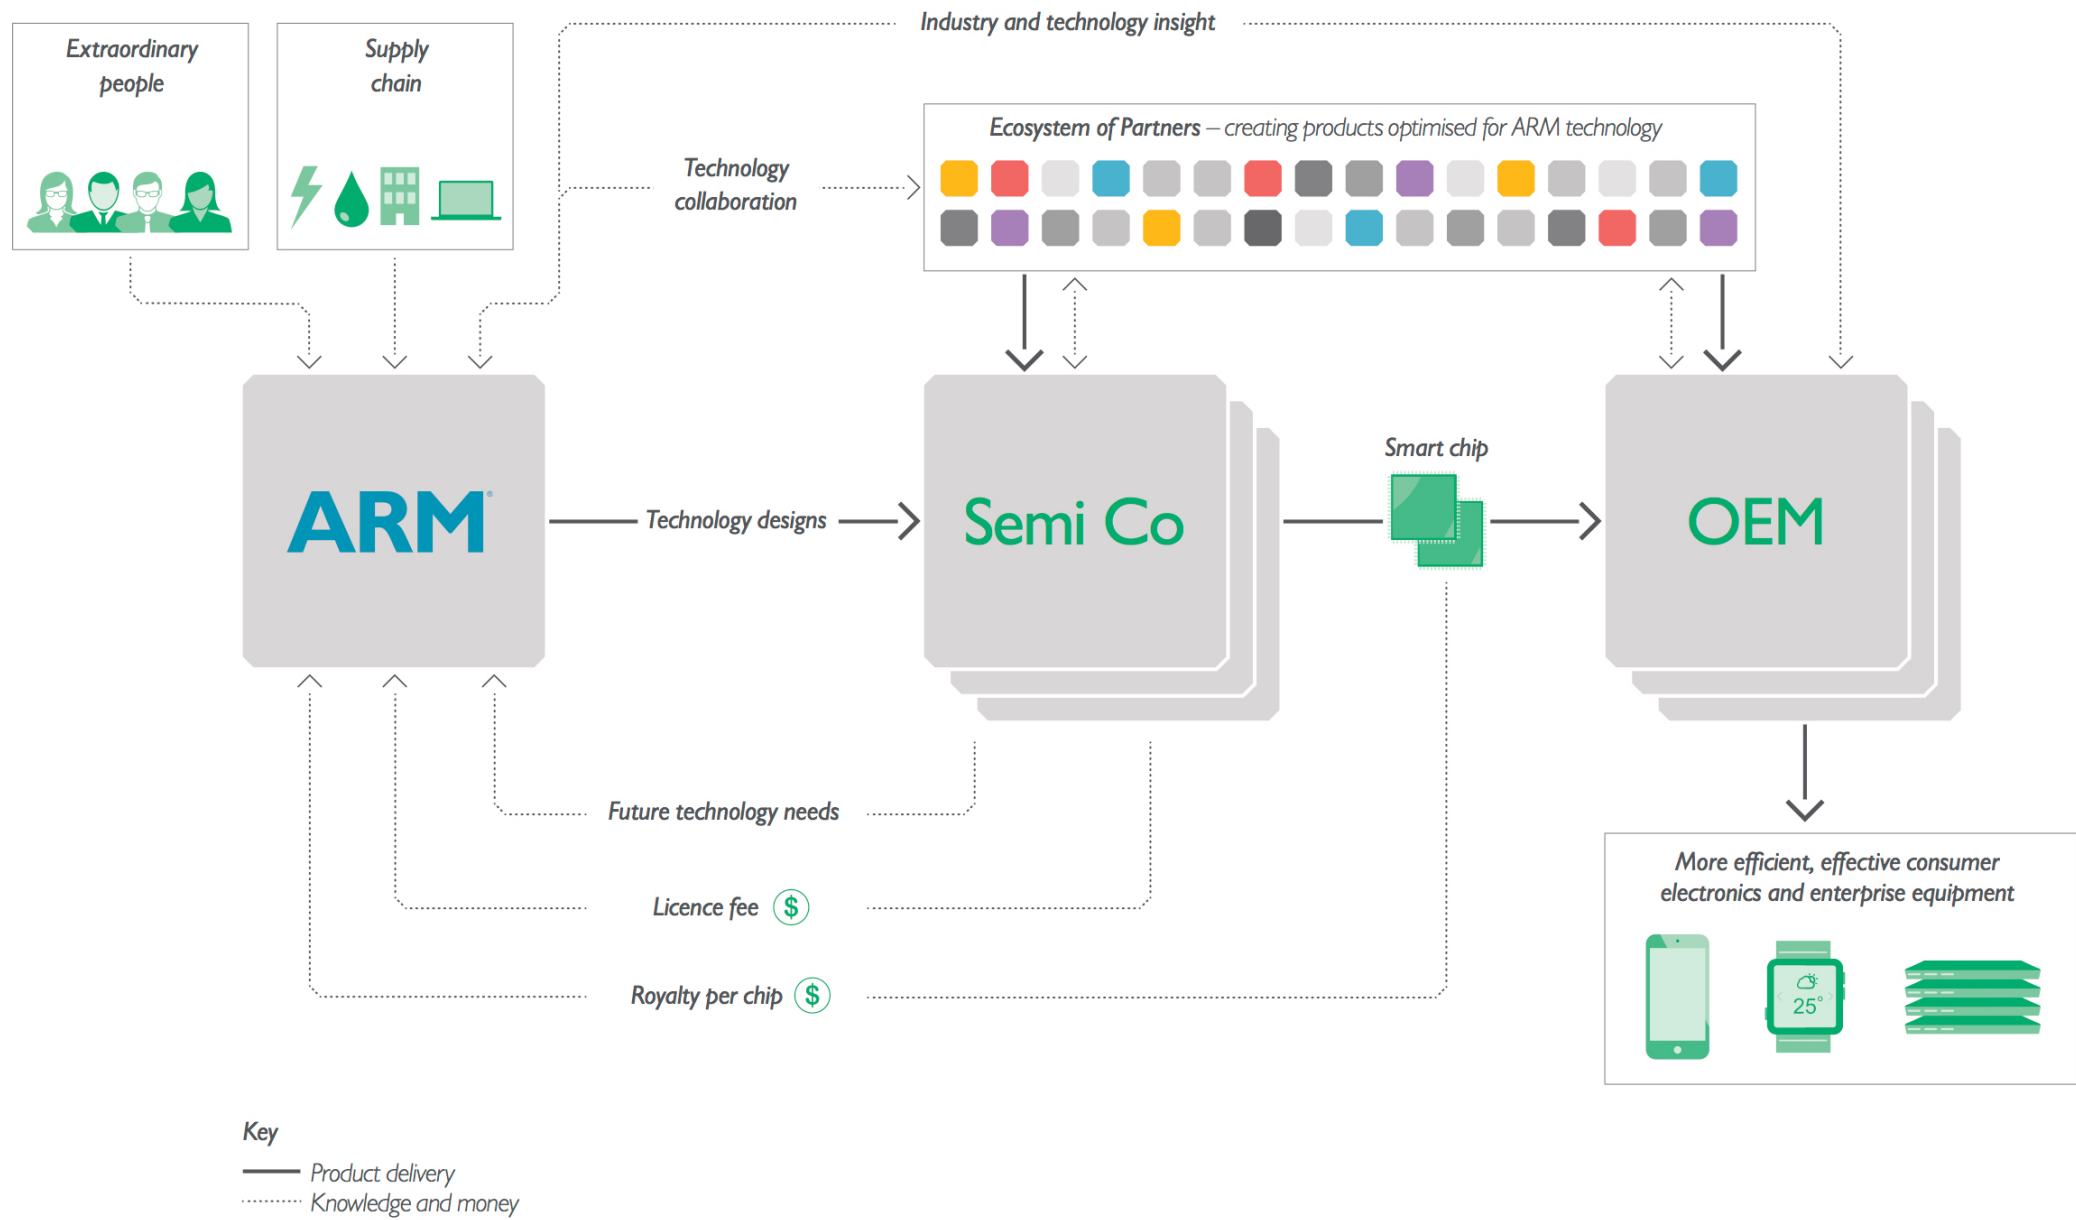 Extraordinary
people
Supply
chain
Industry and technology insight
Technology
collaboration
Ecosystem of Partners – creating products optimised for ARM technology
ARM®
Technology designs
Semi Co
Smart chip
OEM
Future technology needs
Licence fee $
Royalty per chip $
More efficient, effective consumer
electronics and enterprise equipment
25°
Key
Product delivery
Knowledge and money